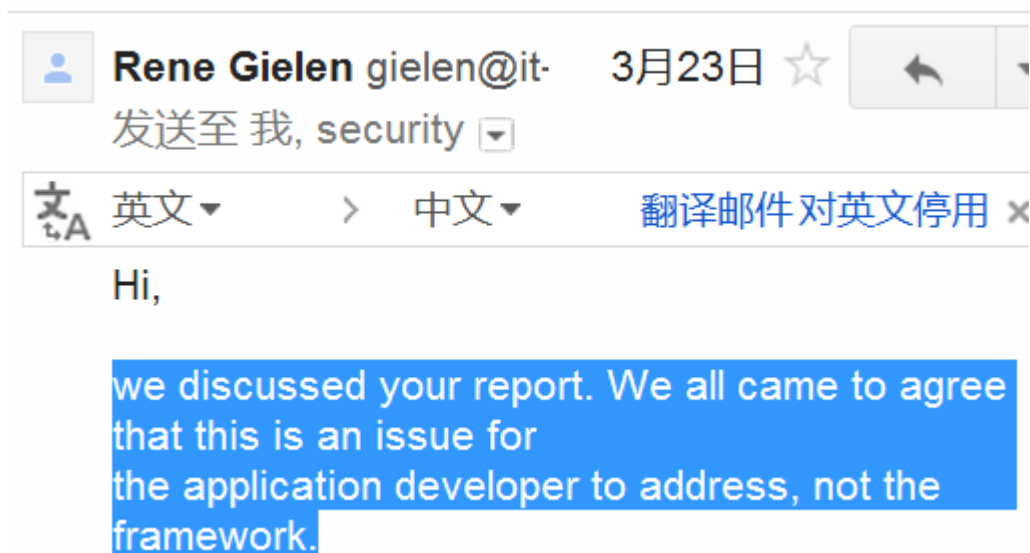 Rene Gielen gielen@it- 3月23日
发送至 我, security
英文 > 中文 翻译邮件 对英文停用 ×
Hi,
we discussed your report. We all came to agree
that this is an issue for
the application developer to address, not the
framework.